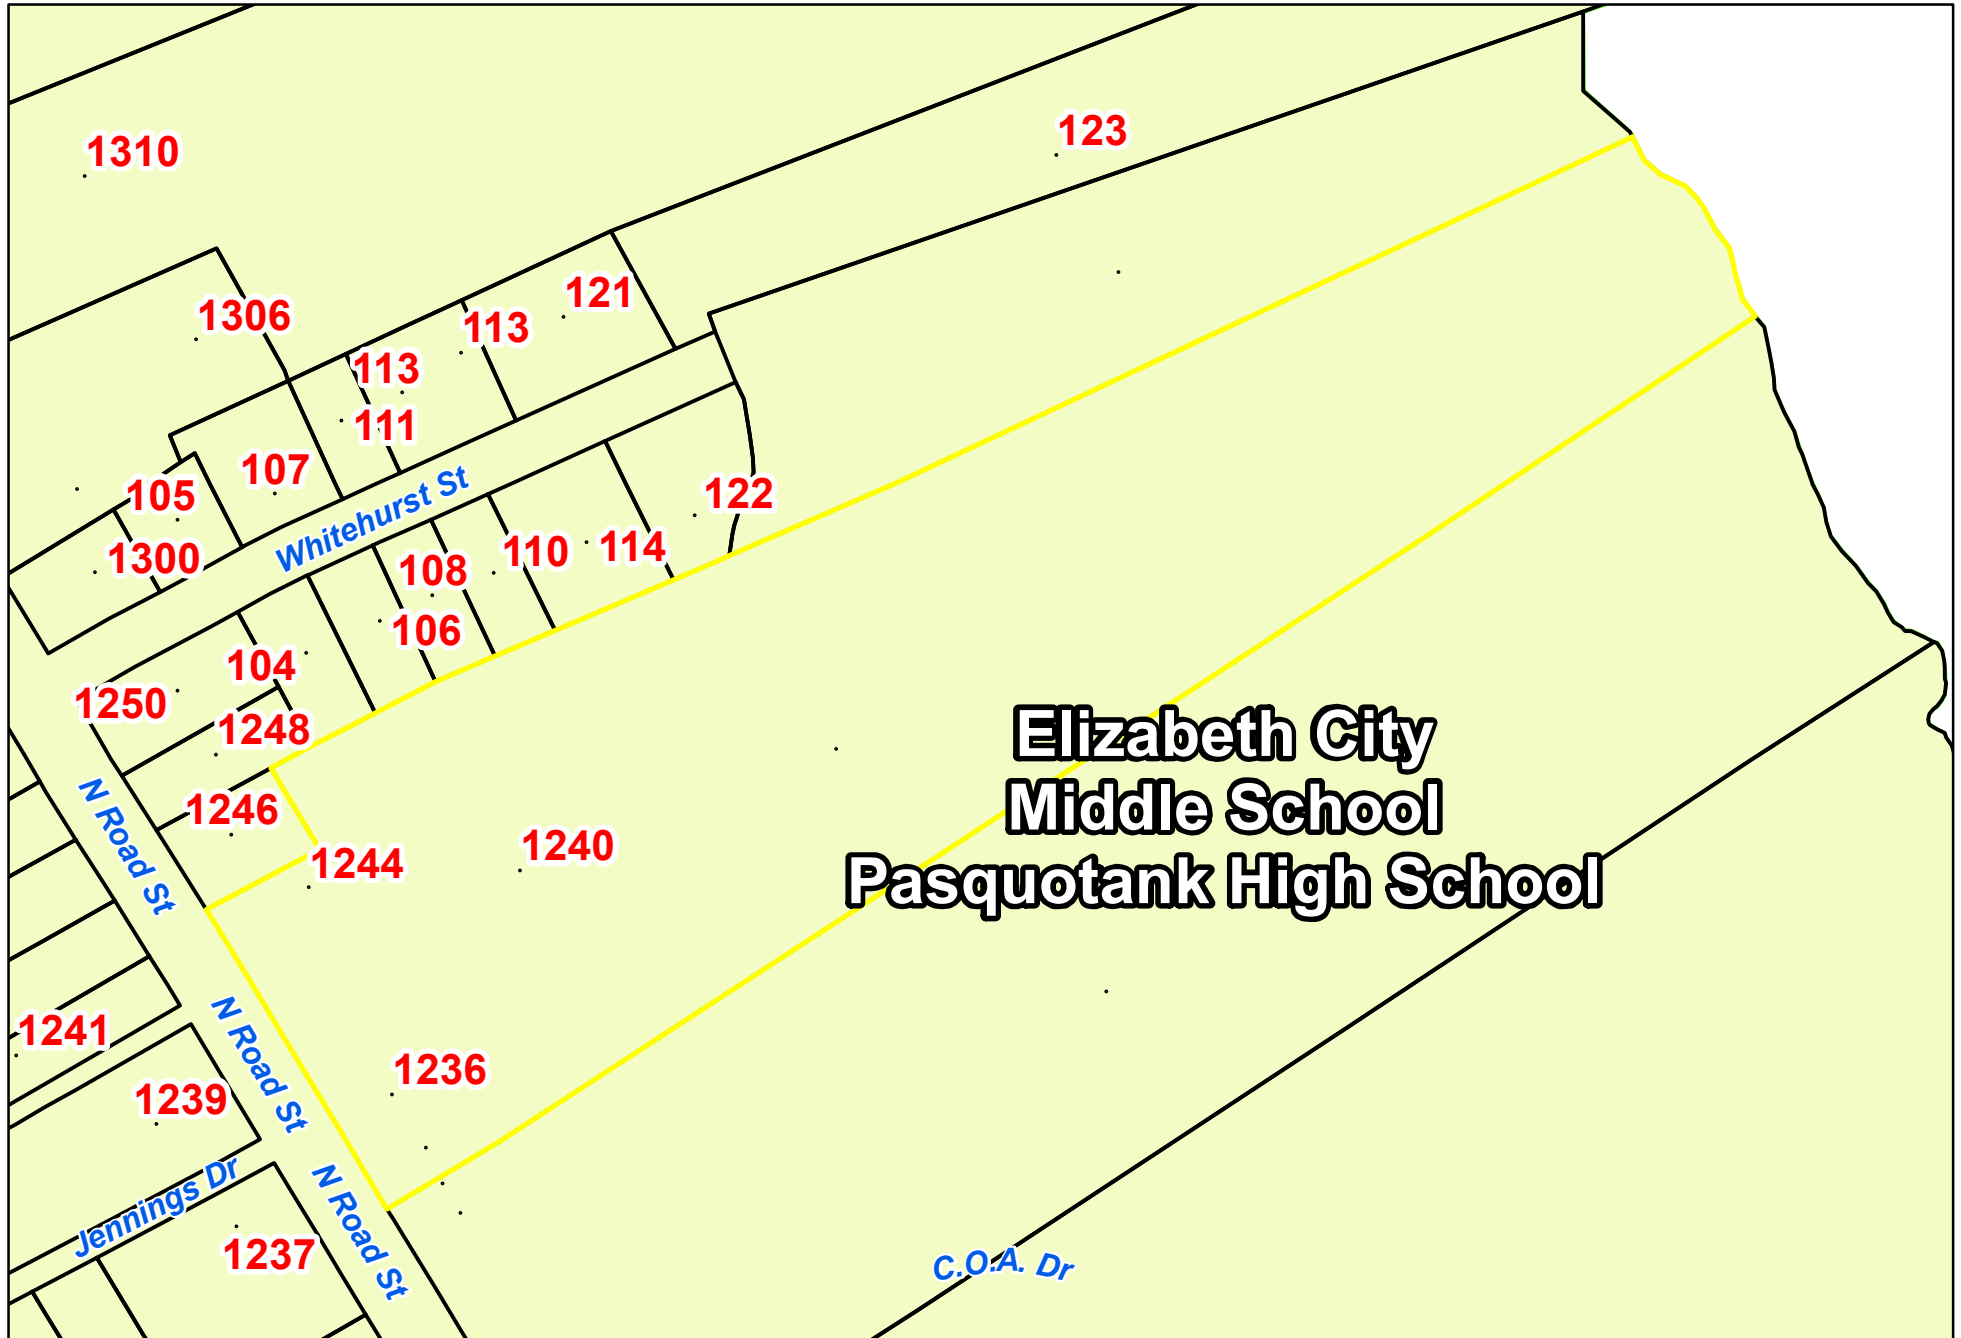 123
1310
121
1306
113
113
111
107
105
122
Whitehurst St
114
110
1300
108
106
104
1250
1248
Elizabeth City
Middle School
Pasquotank High School
1246
N Road St
1240
1244
1241
N Road St
1236
1239
Jennings Dr
N Road St
1237
C.O.A. Dr